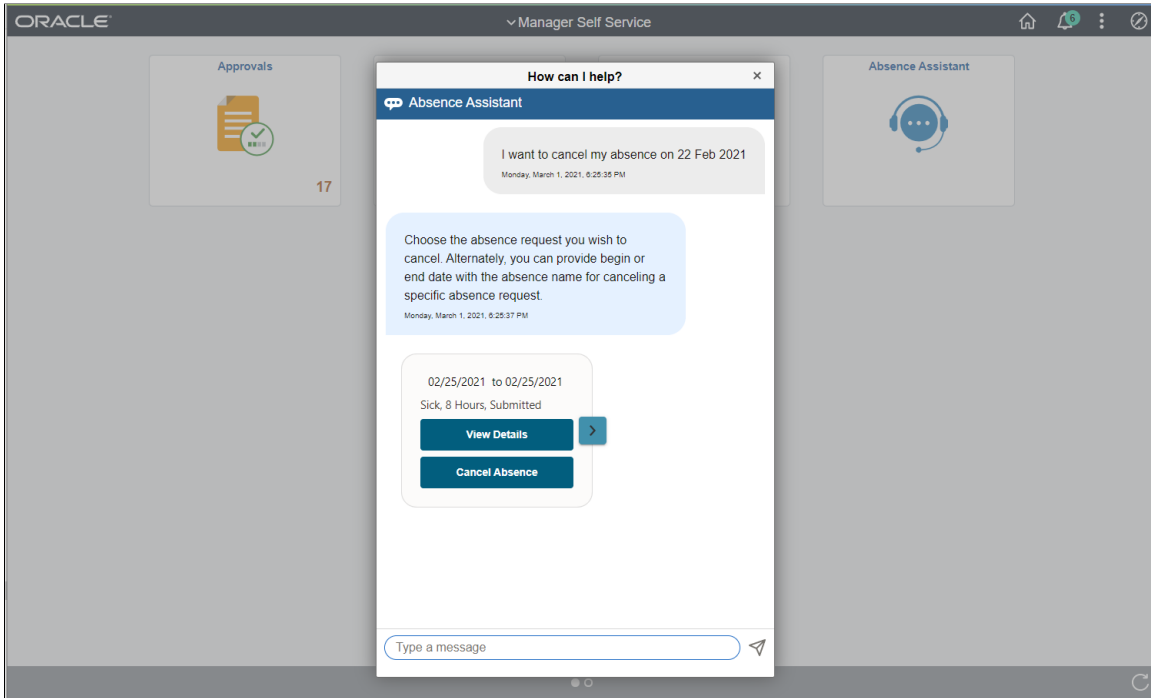 ORACLE
Manager Self Service
6
Approvals
17
Absence Assistant
How can I help?
×
Absence Assistant
I want to cancel my absence on 22 Feb 2021
Monday, March 1, 2021, 6:25:35 PM
Choose the absence request you wish to
cancel. Alternately, you can provide begin or
end date with the absence name for canceling a
specific absence request.
Monday, March 1, 2021, 6:25:37 PM
02/25/2021 to 02/25/2021
Sick, 8 Hours, Submitted
View Details
Cancel Absence
Type a message